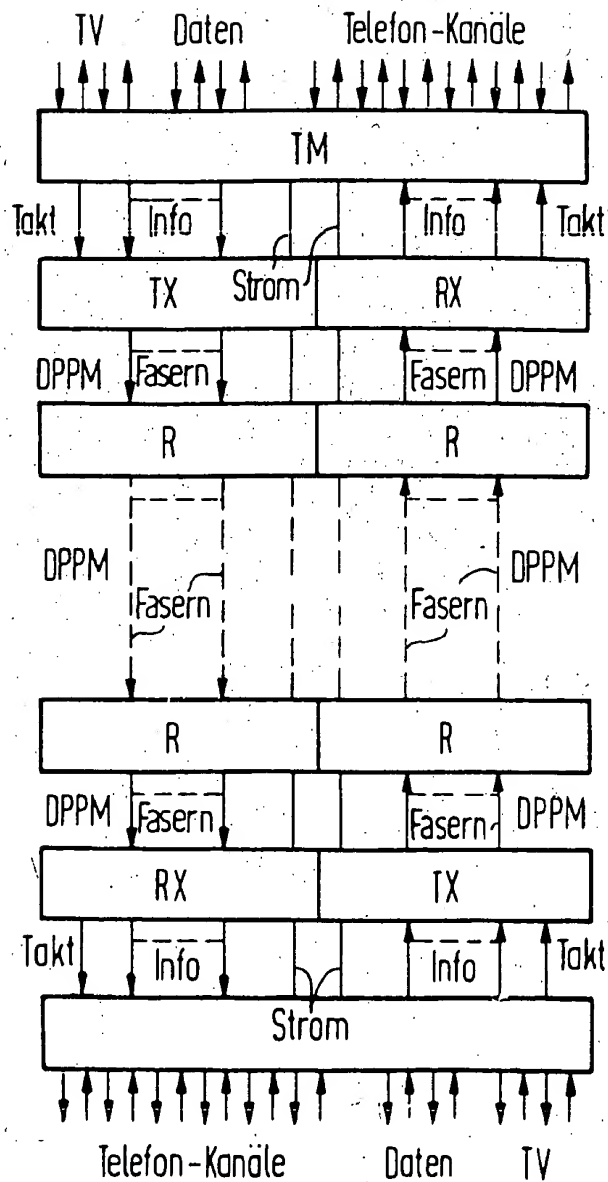 TV Daten Telefon-Kanäle
TM
Takt Info Info Takt
Strom
TX RX
DPPM Fasern Fasern DPPM
R R
DPPM DPPM
Fasern Fasern
R R
DPPM Fasern Fasern DPPM
RX TX
Takt Info Info Takt
Strom
Telefon-Kanäle Daten TV